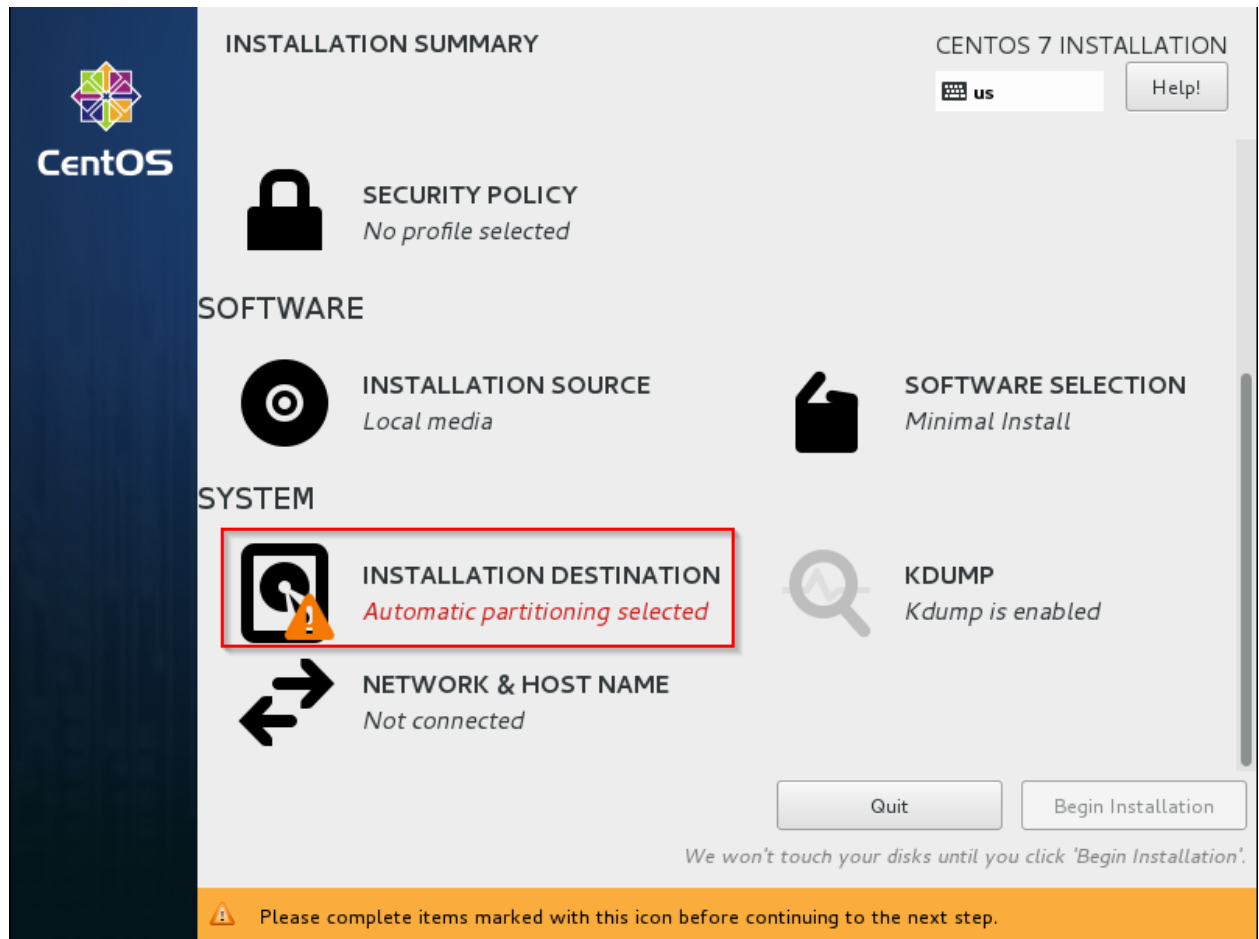 INSTALLATION SUMMARY
CENTOS 7 INSTALLATION
us
Help!
CentOS
SECURITY POLICY
No profile selected
SOFTWARE
INSTALLATION SOURCE
Local media
SOFTWARE SELECTION
Minimal Install
SYSTEM
INSTALLATION DESTINATION
Automatic partitioning selected
KDUMP
Kdump is enabled
NETWORK & HOST NAME
Not connected
Quit
Begin Installation
We won't touch your disks until you click 'Begin Installation'.
Please complete items marked with this icon before continuing to the next step.